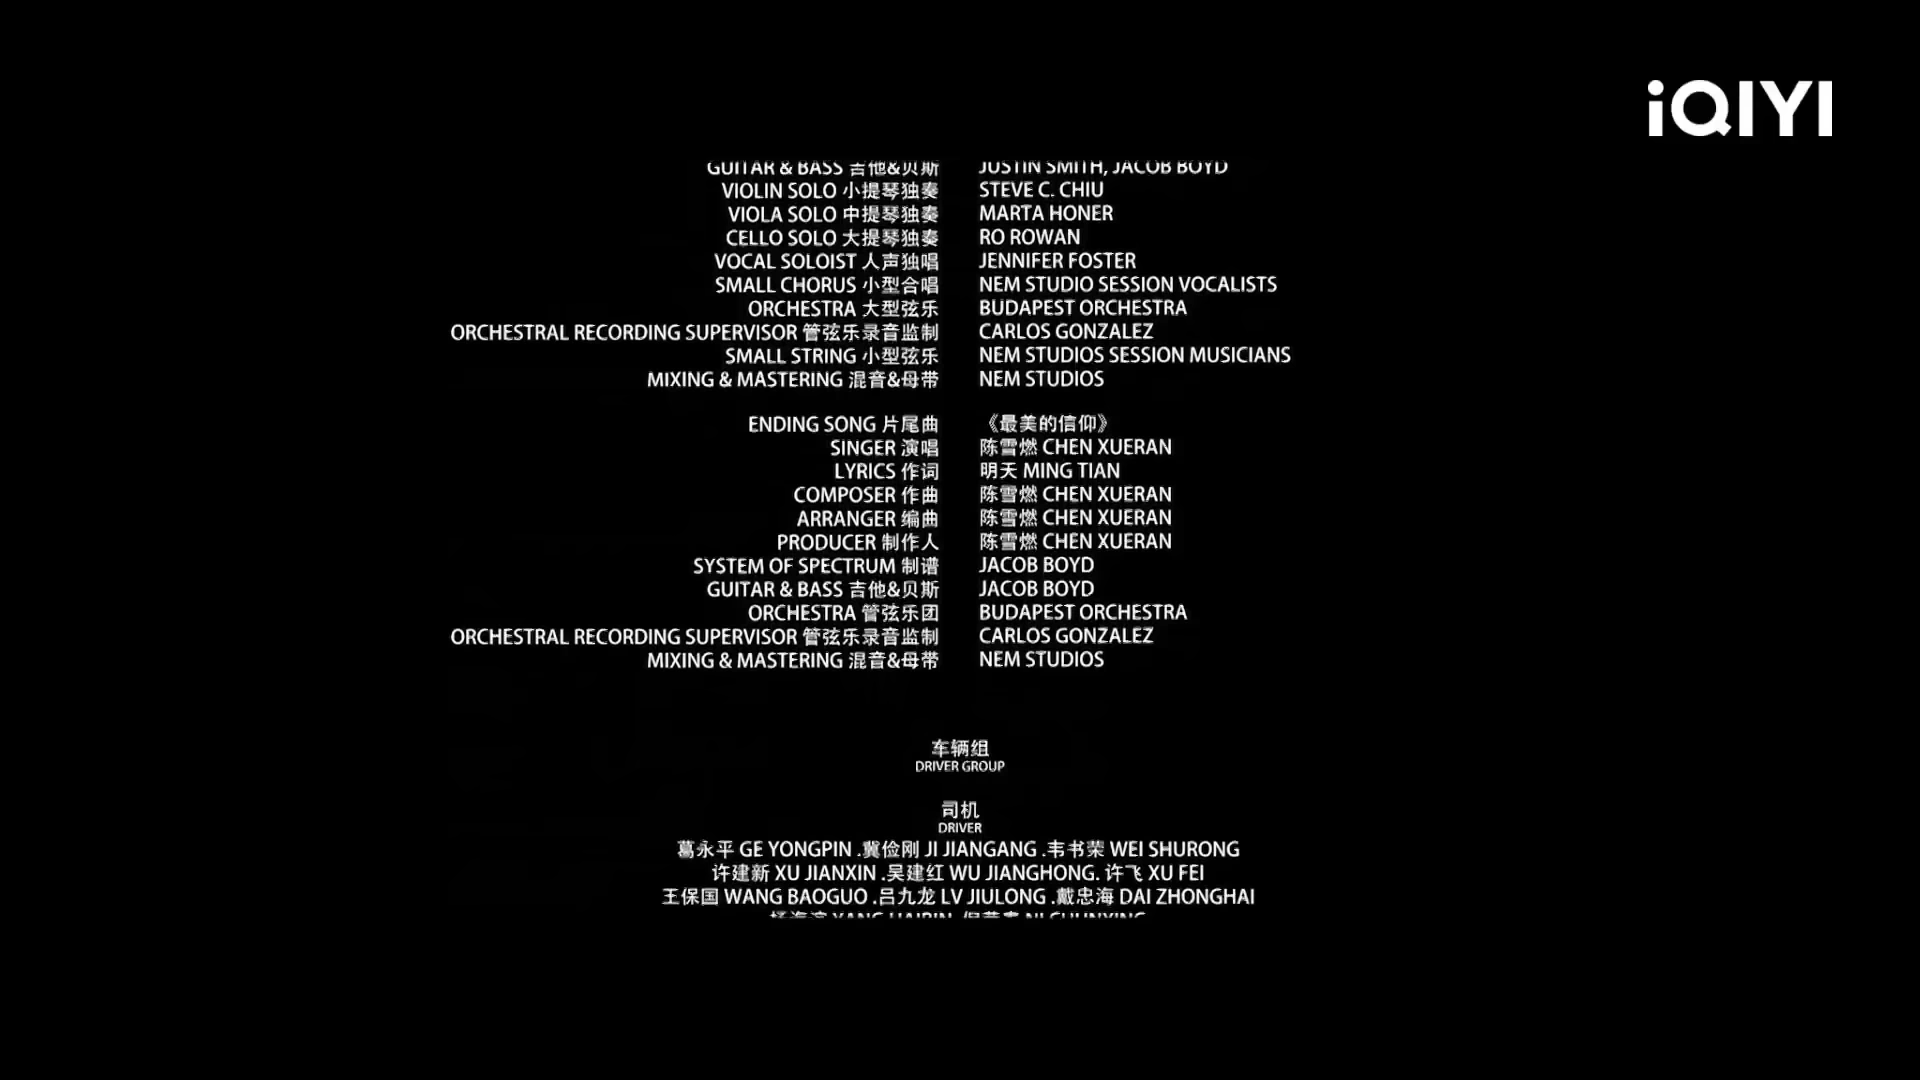 iQIYI
GUITAR & BASS 吉他&贝斯 JUSTIN SMITH, JACOB BOYD
VIOLIN SOLO 小提琴独奏 STEVE C. CHIU
VIOLA SOLO 中提琴独奏 MARTA HONER
CELLO SOLO 大提琴独奏 RO ROWAN
VOCAL SOLOIST 人声独唱 JENNIFER FOSTER
SMALL CHORUS 小型合唱 NEM STUDIO SESSION VOCALISTS
ORCHESTRA 大型弦乐 BUDAPEST ORCHESTRA
ORCHESTRAL RECORDING SUPERVISOR 管弦乐录音监制 CARLOS GONZALEZ
SMALL STRING 小型弦乐 NEM STUDIOS SESSION MUSICIANS
MIXING & MASTERING 混音&母带 NEM STUDIOS
ENDING SONG 片尾曲 《最美的信仰》
SINGER 演唱 陈雪燃 CHEN XUERAN
LYRICS 作词 明天 MING TIAN
COMPOSER 作曲 陈雪燃 CHEN XUERAN
ARRANGER 编曲 陈雪燃 CHEN XUERAN
PRODUCER 制作人 陈雪燃 CHEN XUERAN
SYSTEM OF SPECTRUM 制谱 JACOB BOYD
GUITAR & BASS 吉他&贝斯 JACOB BOYD
ORCHESTRA 管弦乐团 BUDAPEST ORCHESTRA
ORCHESTRAL RECORDING SUPERVISOR 管弦乐录音监制 CARLOS GONZALEZ
MIXING & MASTERING 混音&母带 NEM STUDIOS
车辆组
DRIVER GROUP
司机
DRIVER
葛永平 GE YONGPIN .冀俭刚 JI JIANGANG .韦书荣 WEI SHURONG
许建新 XU JIANXIN .吴建红 WU JIANGHONG. 许飞 XU FEI
王保国 WANG BAOGUO .吕九龙 LV JIULONG .戴忠海 DAI ZHONGHAI